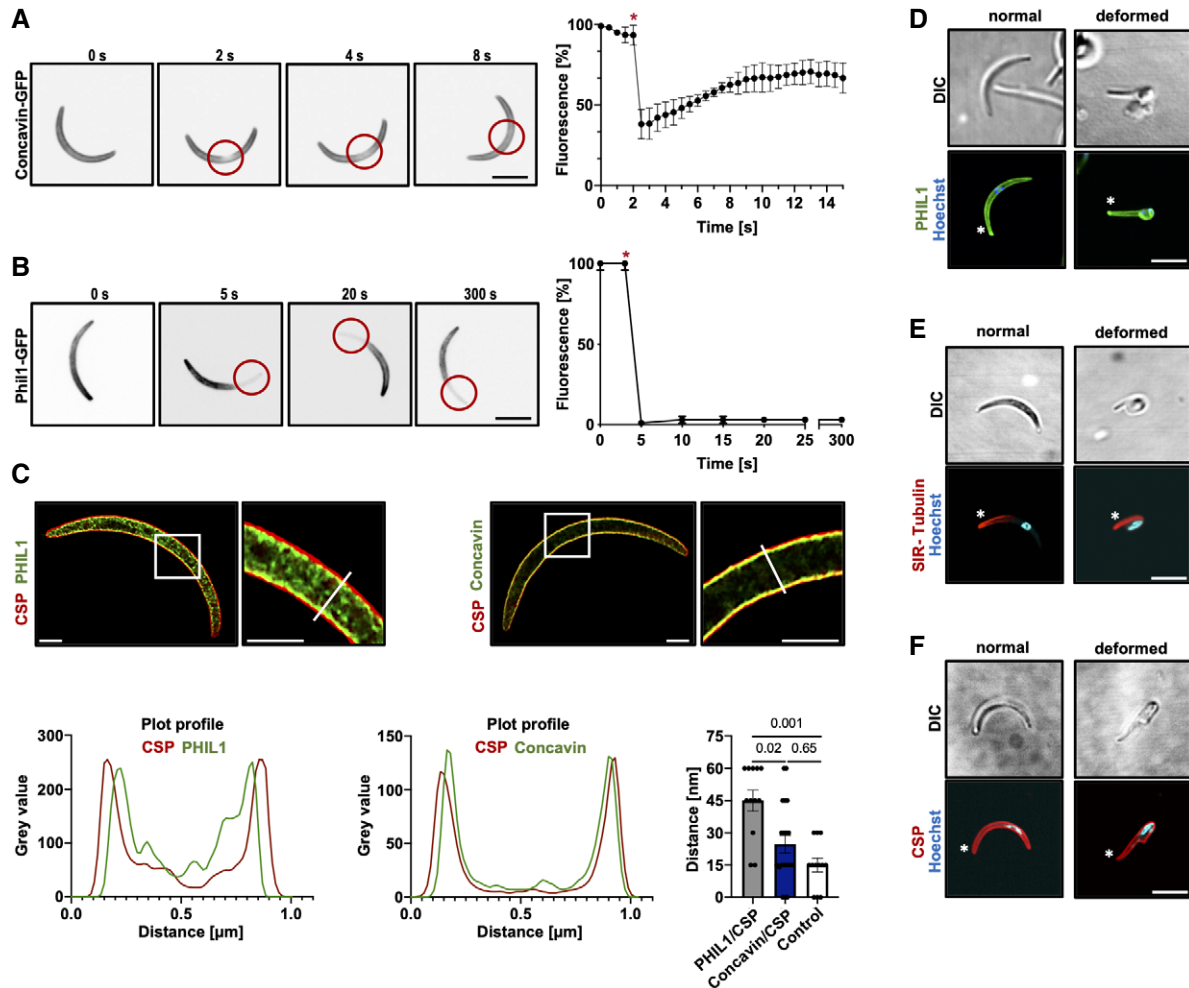 A
0 s 2 s 4 s 8 s
Concavin-GFP
Fluorescence [%]
100
50
0
*
0 2 4 6 8 10 12 14
Time [s]
B
0 s 5 s 20 s 300 s
Phil1-GFP
Fluorescence [%]
100
50
0
*
0 5 10 15 20 25 300
Time [s]
C
CSP PHIL1
CSP Concavin
Plot profile
CSP PHIL1
Grey value
300
200
100
0
0.0 0.5 1.0
Distance [µm]
Plot profile
CSP Concavin
Grey value
150
100
50
0
0.0 0.5 1.0
Distance [µm]
0.001
0.02 0.65
Distance [nm]
75
60
45
30
15
0
PHIL1/CSP
Concavin/CSP
Control
D
normal deformed
DIC
PHIL1
Hoechst
* *
E
normal deformed
DIC
SIR- Tubulin
Hoechst
* *
F
normal deformed
DIC
CSP
Hoechst
* *